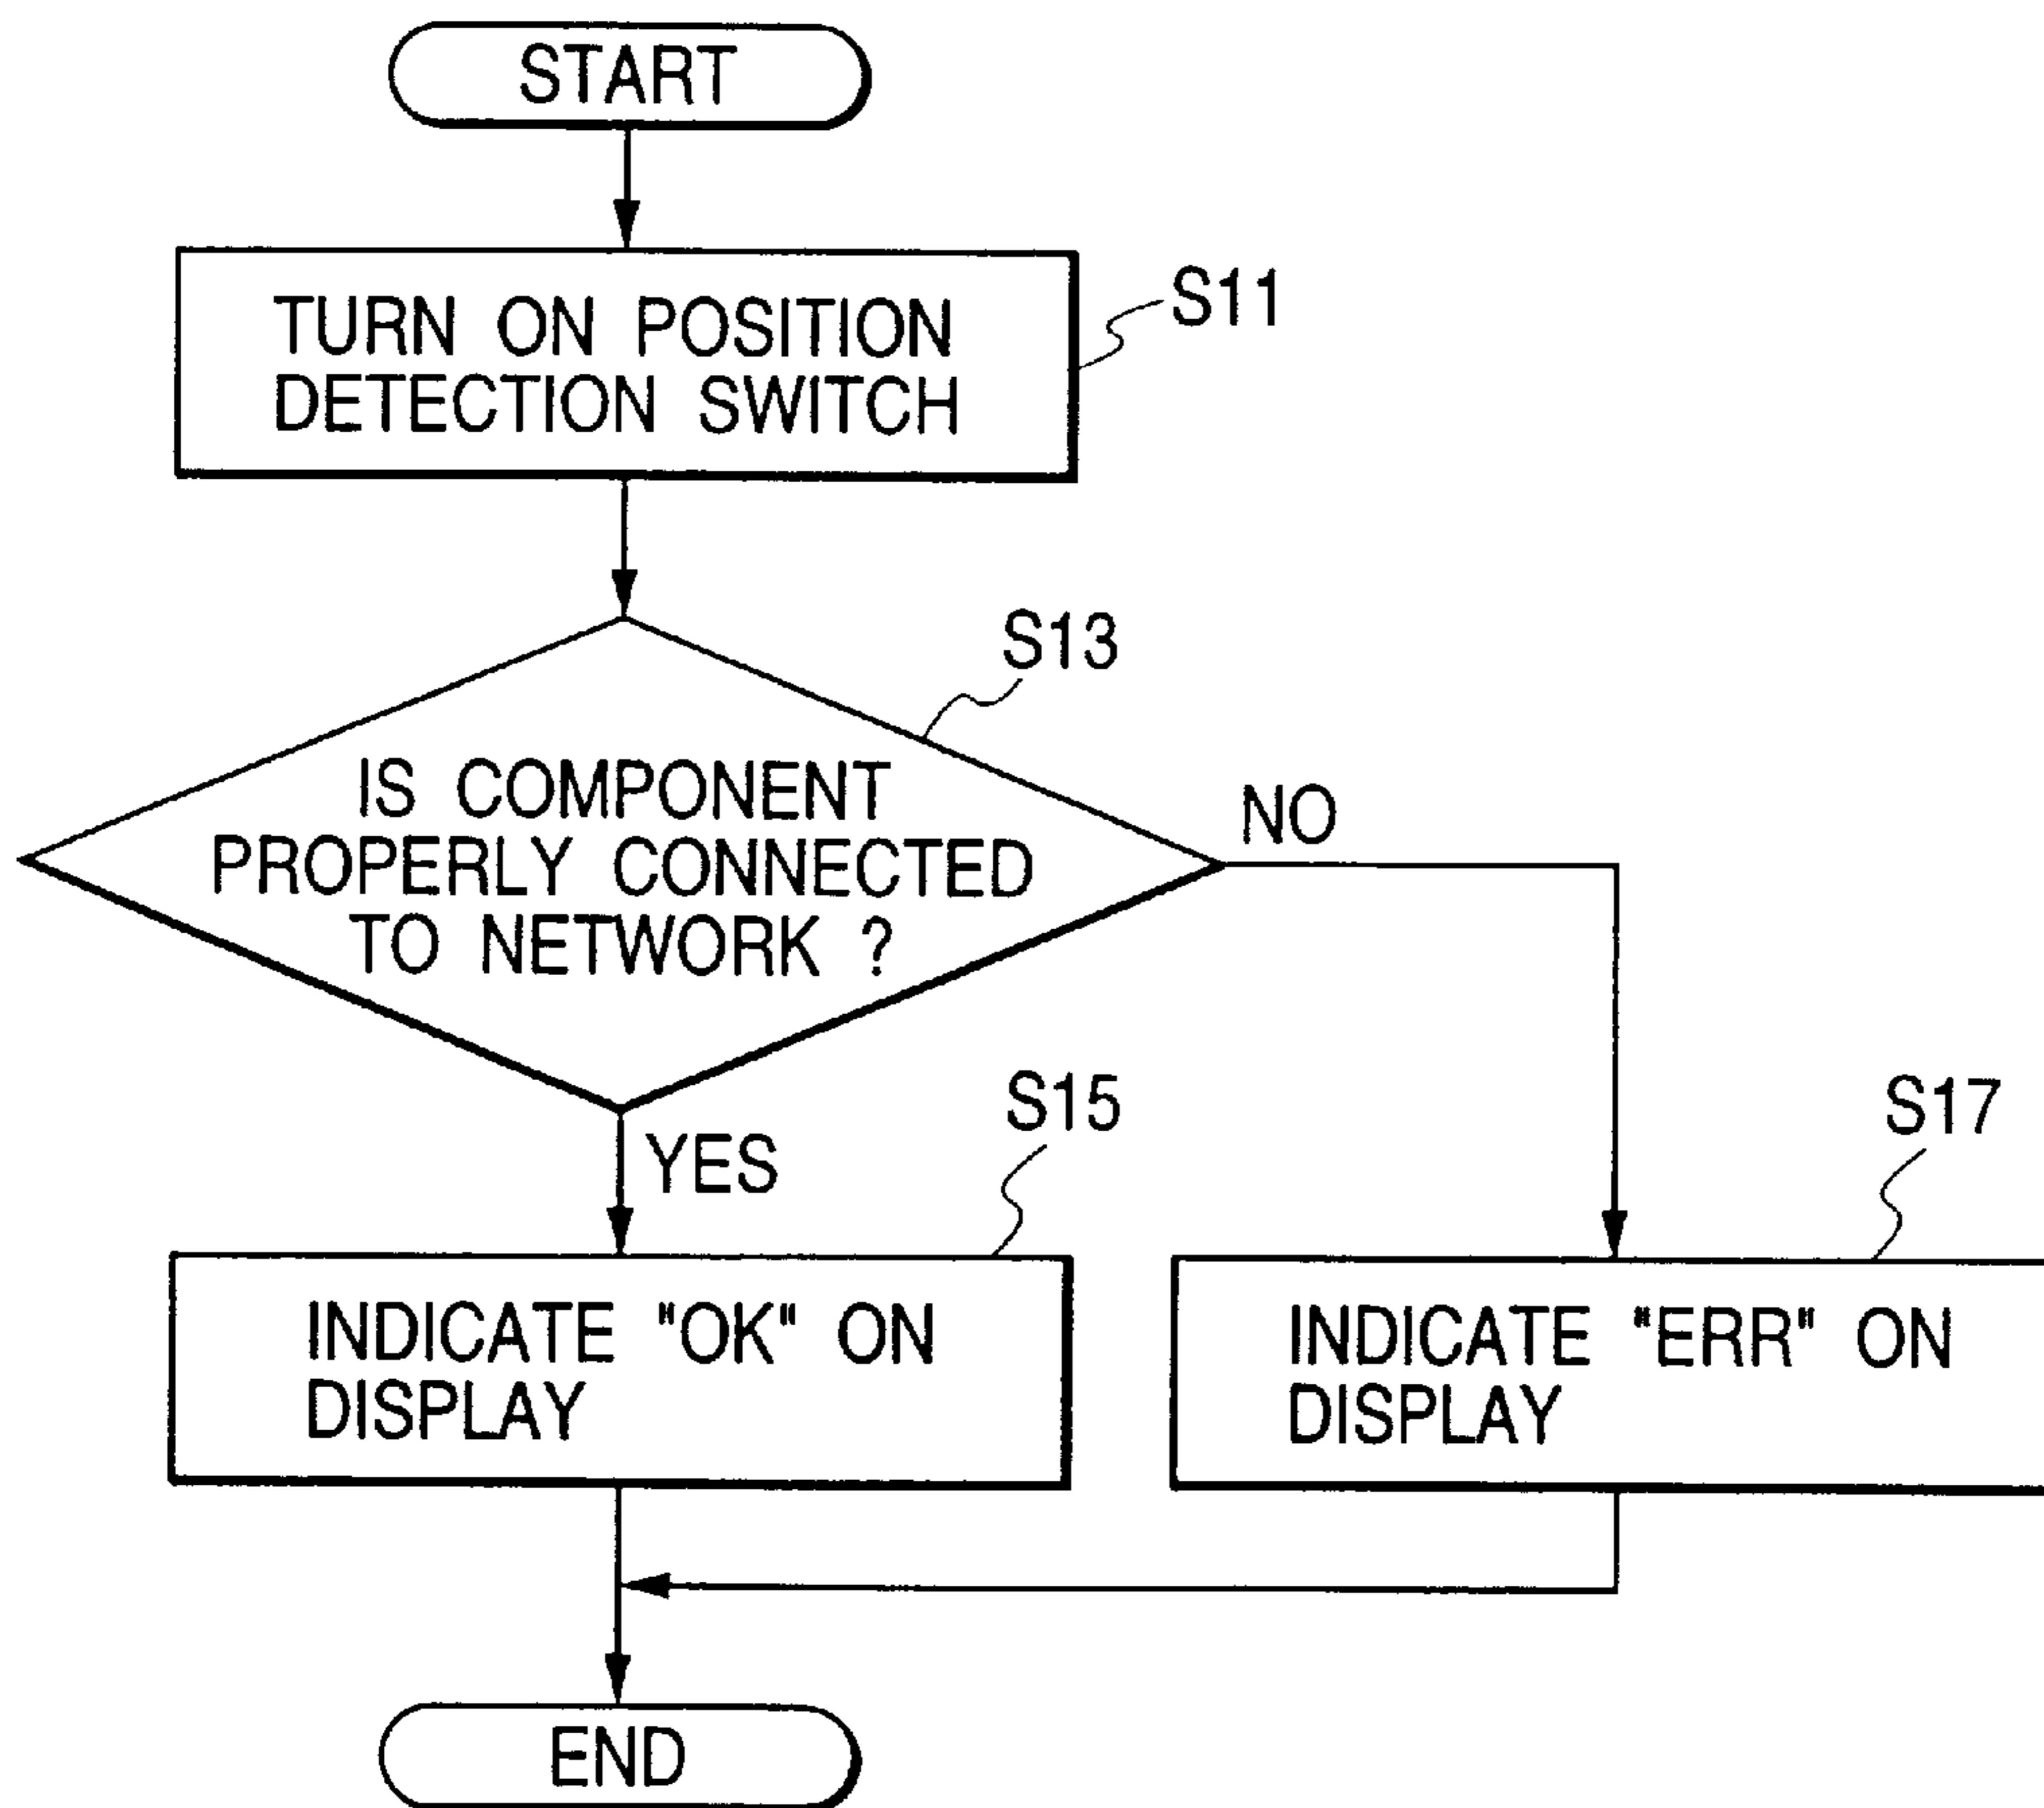 START
TURN ON POSITION
DETECTION SWITCH
S11
S13
IS COMPONENT
PROPERLY CONNECTED
TO NETWORK ?
NO
YES
S15
INDICATE "OK" ON
DISPLAY
S17
INDICATE "ERR" ON
DISPLAY
END